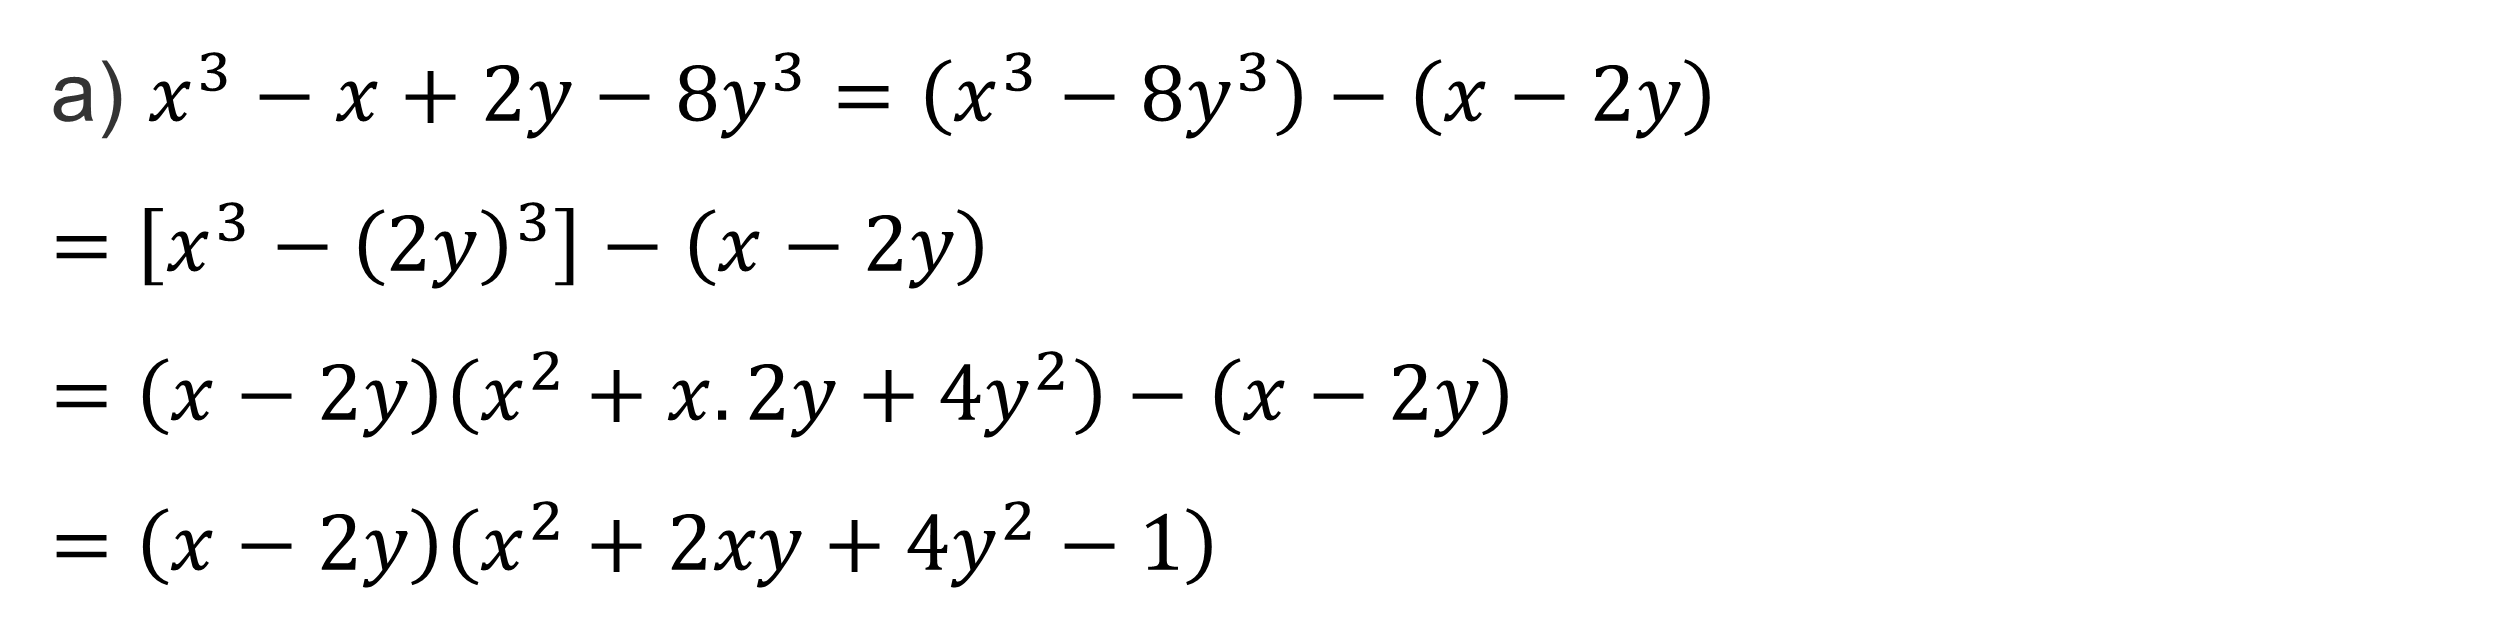 a) x³ − x + 2y − 8y³ = (x³ − 8y³) − (x − 2y)
= [x³ − (2y)³] − (x − 2y)
= (x − 2y)(x² + x. 2y + 4y²) − (x − 2y)
= (x − 2y)(x² + 2xy + 4y² − 1)